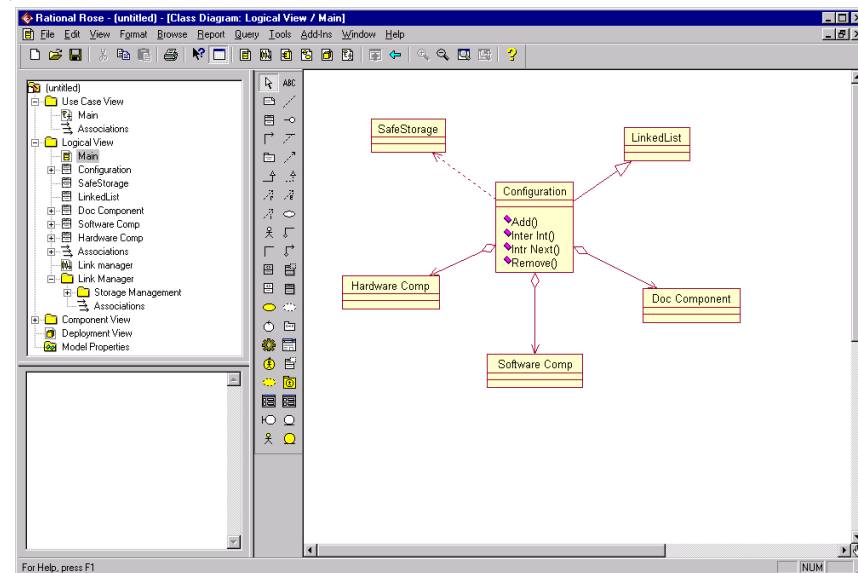 Rational Rose - (untitled) - [Class Diagram: Logical View / Main]
File Edit View Format Browse Report Query Tools Add-Ins Window Help
(untitled)
Use Case View
Main
Associations
Logical View
Main
Configuration
SafeStorage
LinkedList
Doc Component
Software Comp
Hardware Comp
Associations
Link manager
Link Manager
Storage Management
Associations
Component View
Deployment View
Model Properties
ABC
SafeStorage
LinkedList
Configuration
Add()
Inter Int()
Intr Next()
Remove()
Hardware Comp
Doc Component
Software Comp
For Help, press F1
NUM